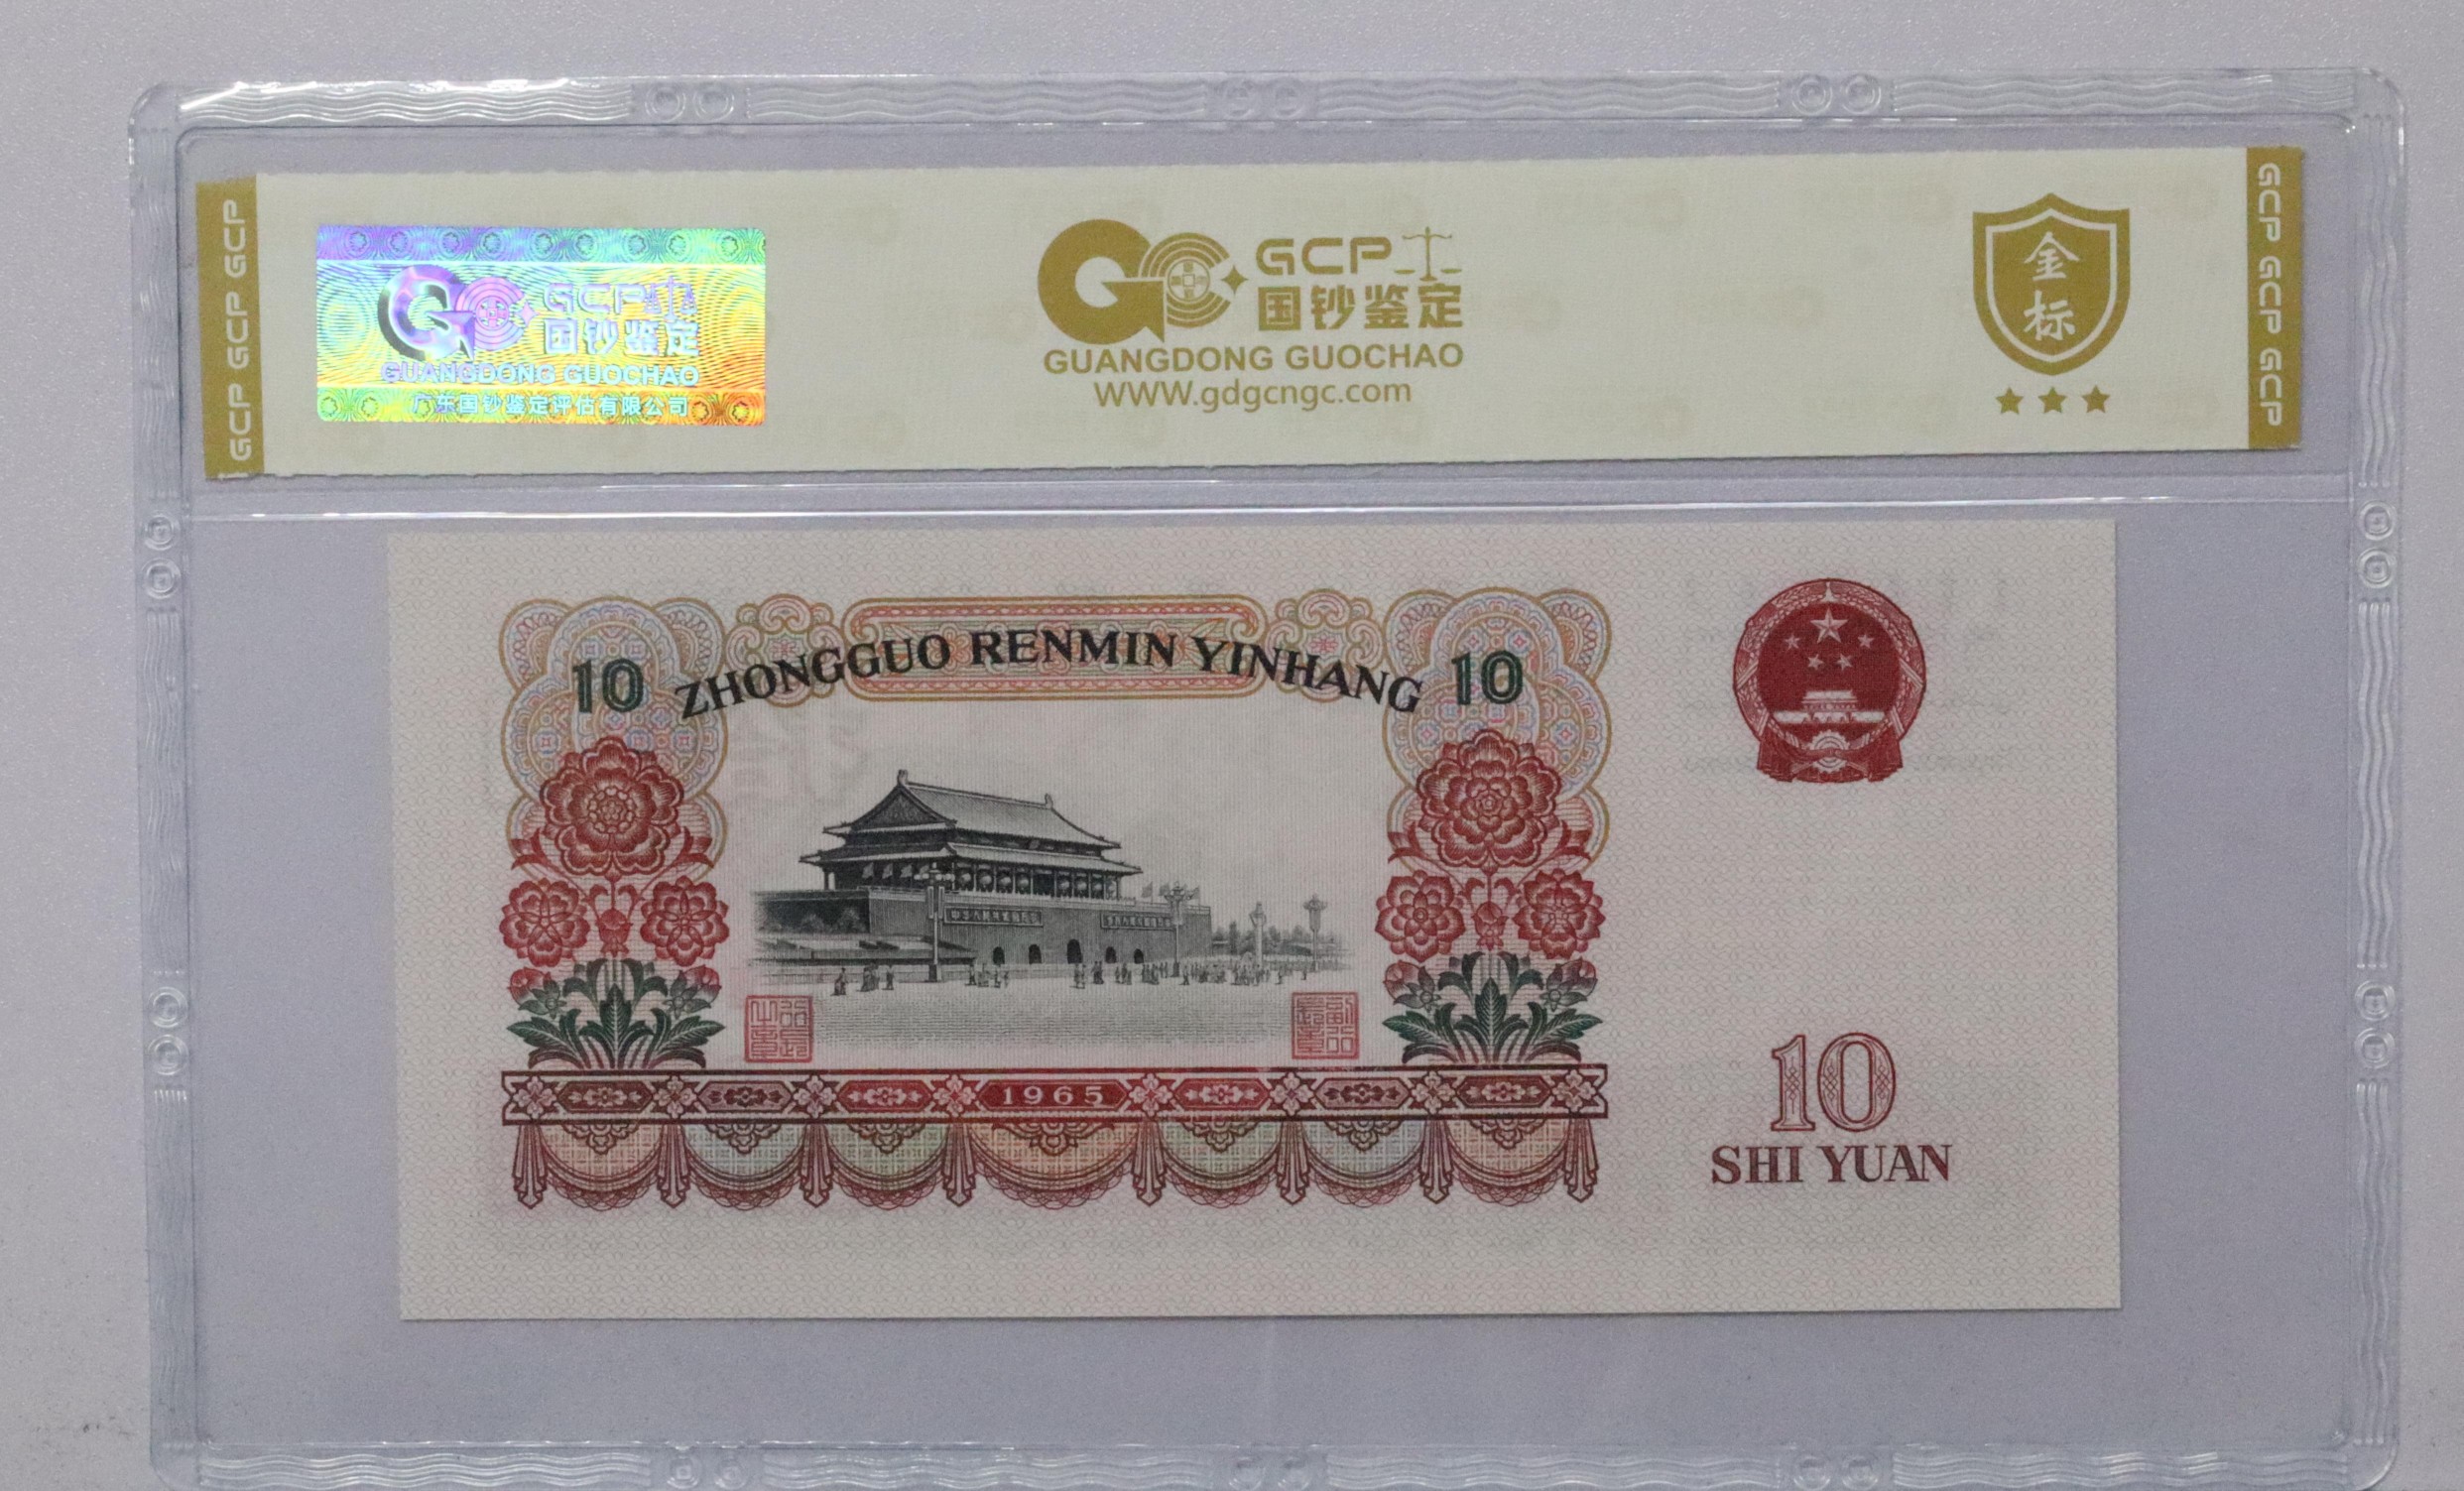 GCP GCP GCP
GCP
国钞鉴定
GUANGDONG GUOCHAO
广东国钞鉴定评估有限公司
GCP
国钞鉴定
GUANGDONG GUOCHAO
WWW.gdgcngc.com
金
标
GCP GCP GCP
10 ZHONGGUO RENMIN YINHANG 10
1965
10
SHI YUAN